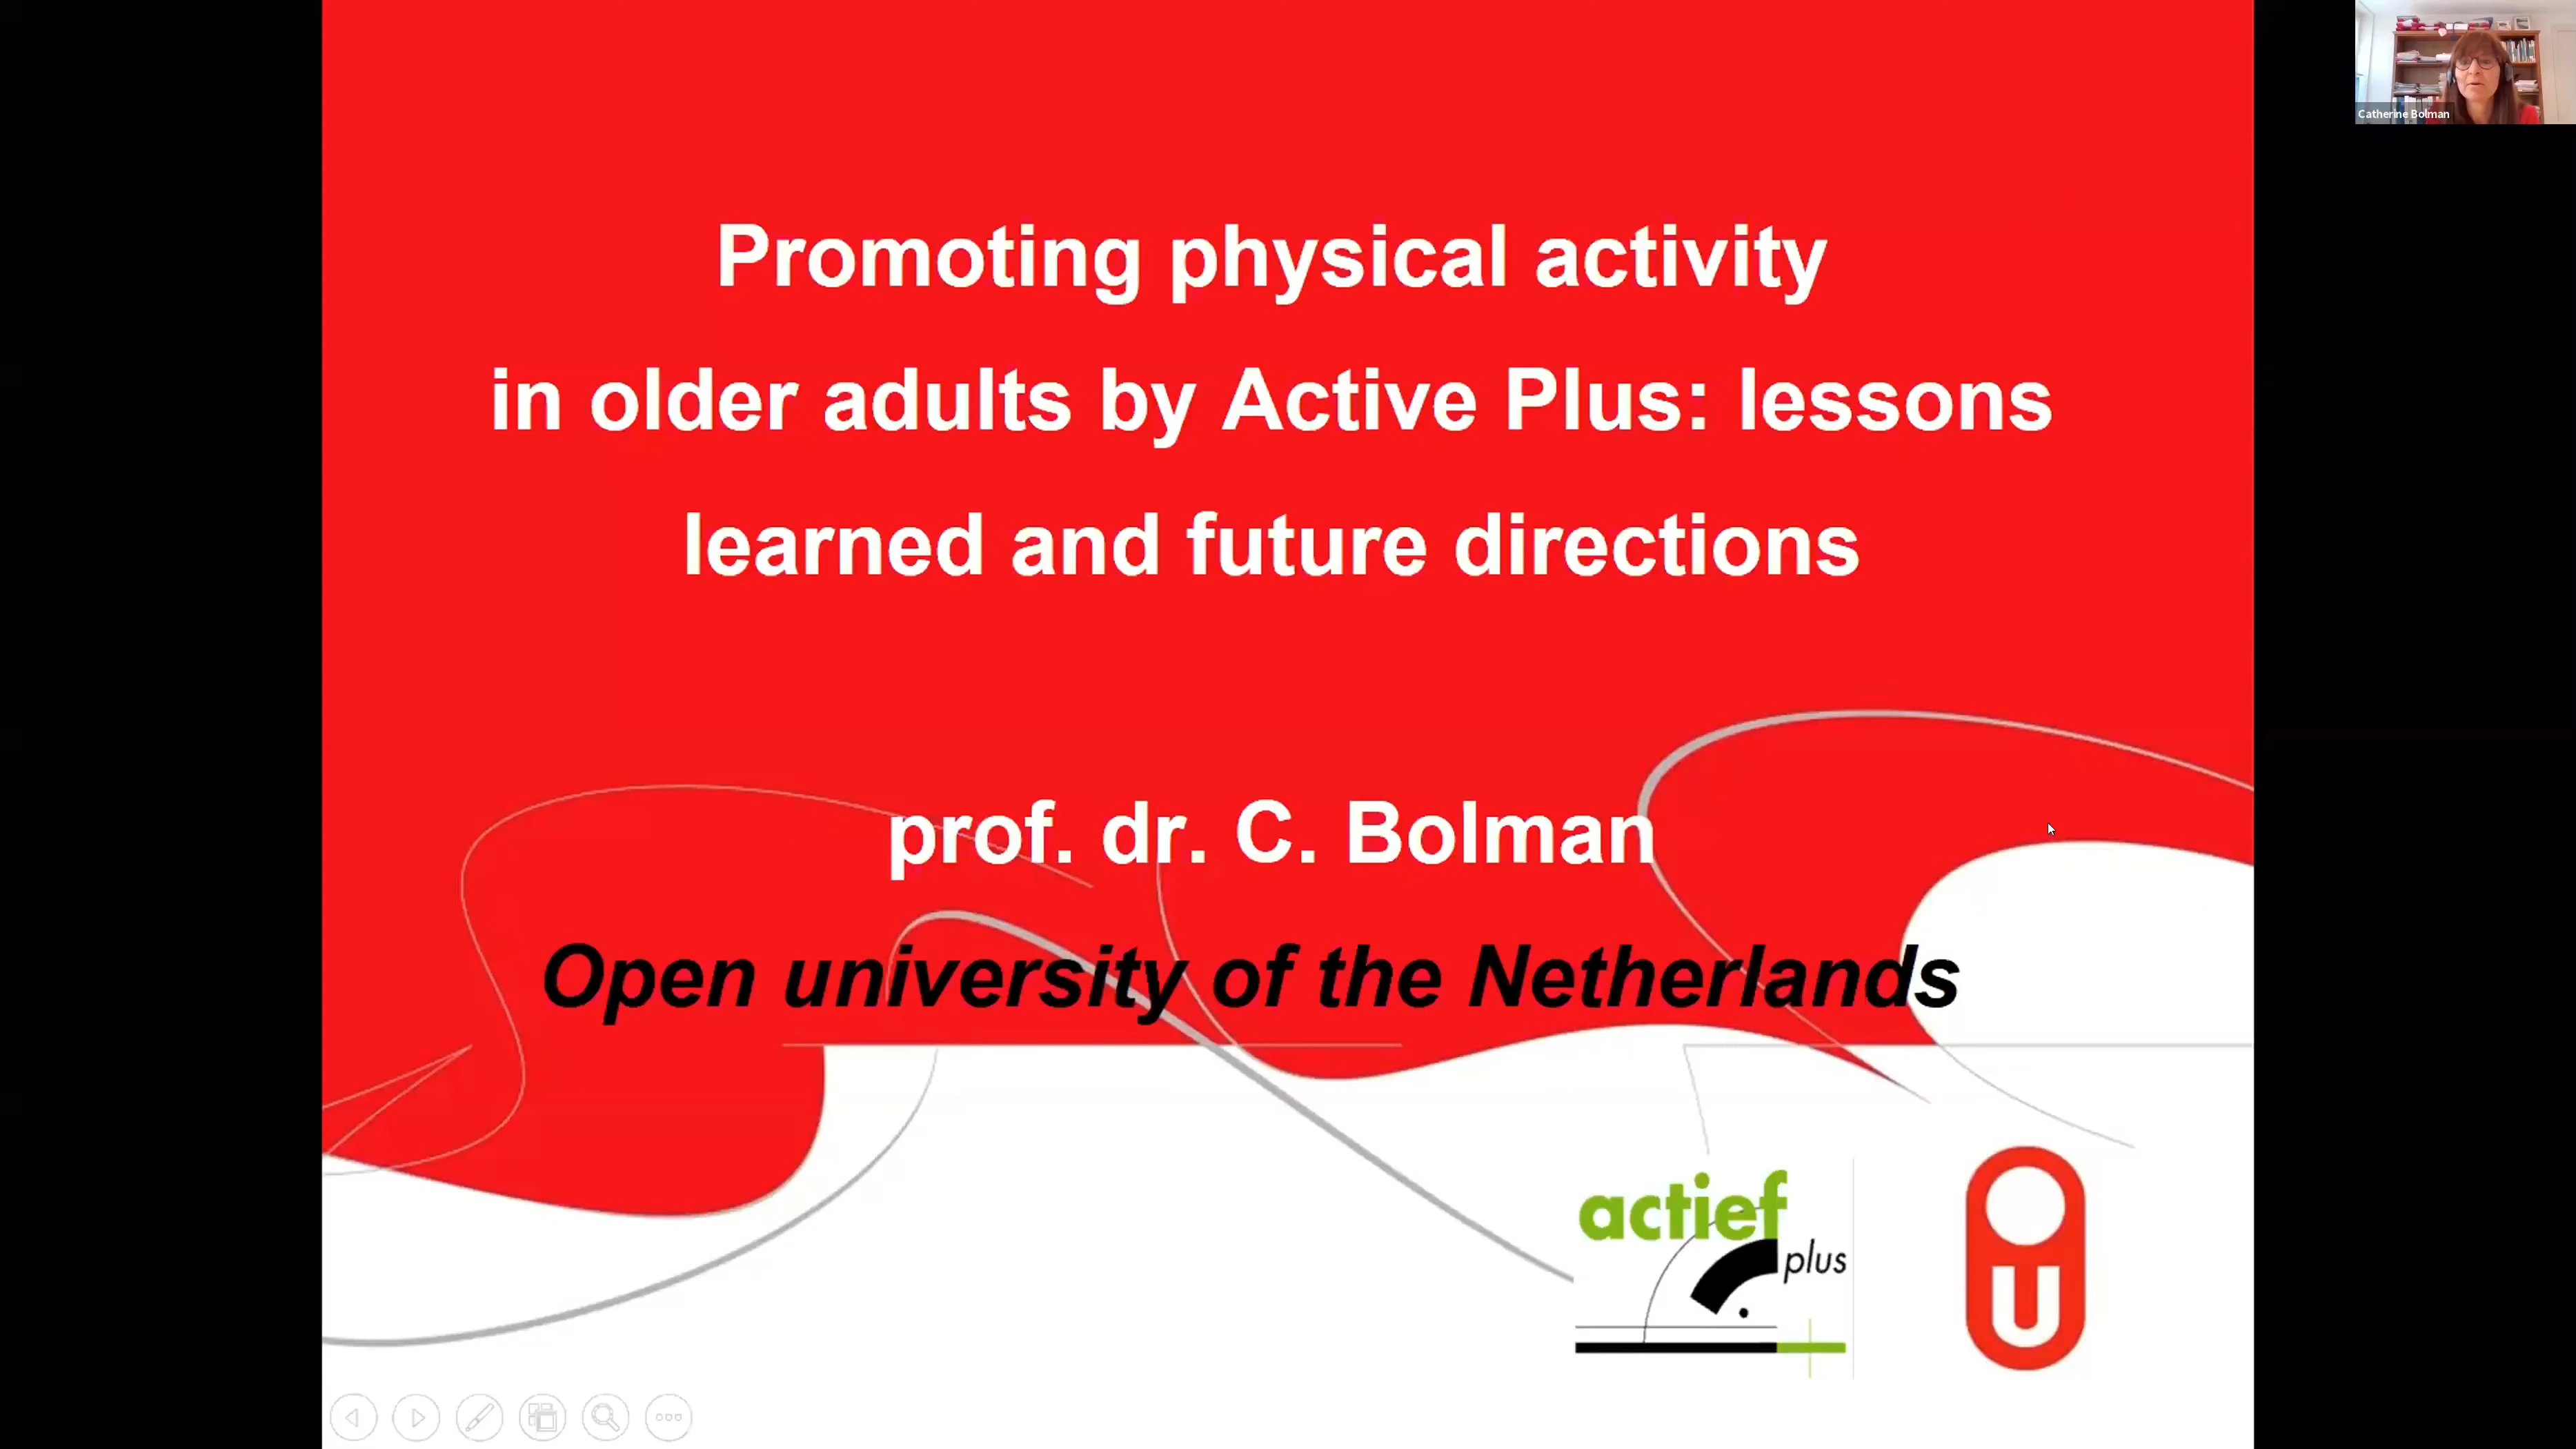 Promoting physical activity
in older adults by Active Plus: lessons
learned and future directions
prof. dr. C. Bolman
Open university of the Netherlands
actief
plus
OU
Catherine Bolman